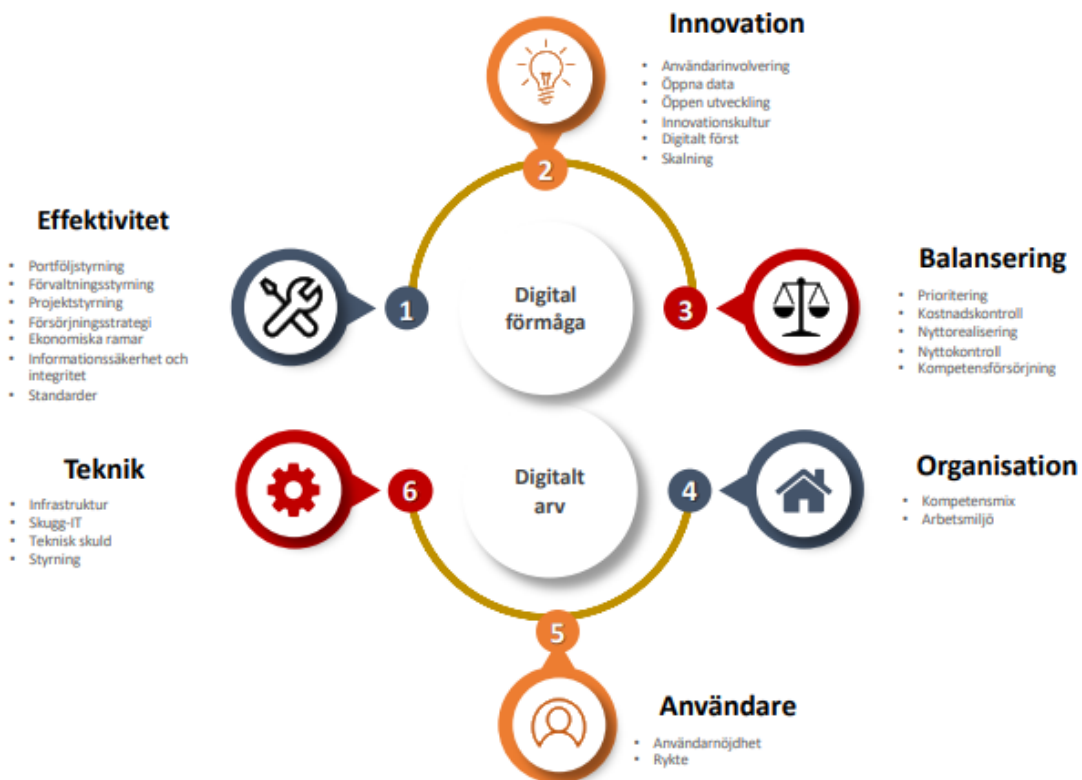 Innovation
• Användarinvolvering
• Öppna data
• Öppen utveckling
• Innovationskultur
• Digitalt först
• Skalning
2
Effektivitet
• Portföljstyrning
• Förvaltningsstyrning
• Projektstyrning
• Försörjningsstrategi
• Ekonomiska ramar
• Informationssäkerhet och
integritet
• Standarder
1
Digital
förmåga
3
Balansering
• Prioritering
• Kostnadskontroll
• Nyttorealisering
• Nyttokontroll
• Kompetensförsörjning
Teknik
• Infrastruktur
• Skugg-IT
• Teknisk skuld
• Styrning
6
Digitalt
arv
4
Organisation
• Kompetensmix
• Arbetsmiljö
5
Användare
• Användarnöjdhet
• Rykte